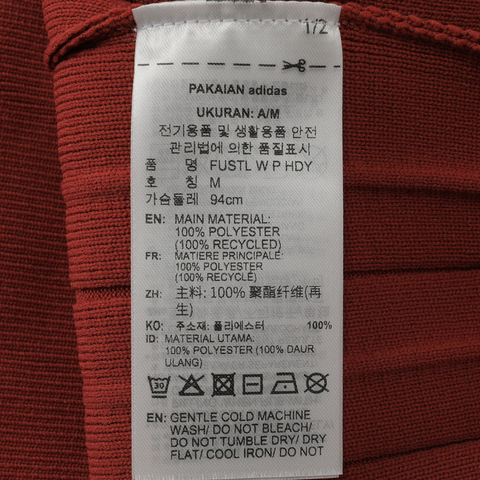 1/2
PAKAIAN adidas
UKURAN: A/M
전기용품 및 생활용품 안전
관리법에 의한 품질표시
품 명 FUSTL W P HDY
호 칭 M
가슴둘레 94cm
EN: MAIN MATERIAL:
100% POLYESTER
(100% RECYCLED)
FR: MATIERE PRINCIPALE:
100% POLYESTER
(100% RECYCLE)
ZH: 主料: 100% 聚酯纤维(再
生)
KO: 주소재: 폴리에스터 100%
ID: MATERIAL UTAMA:
100% POLYESTER (100% DAUR
ULANG)
30
EN: GENTLE COLD MACHINE
WASH/ DO NOT BLEACH/
DO NOT TUMBLE DRY/ DRY
FLAT/ COOL IRON/ DO NOT